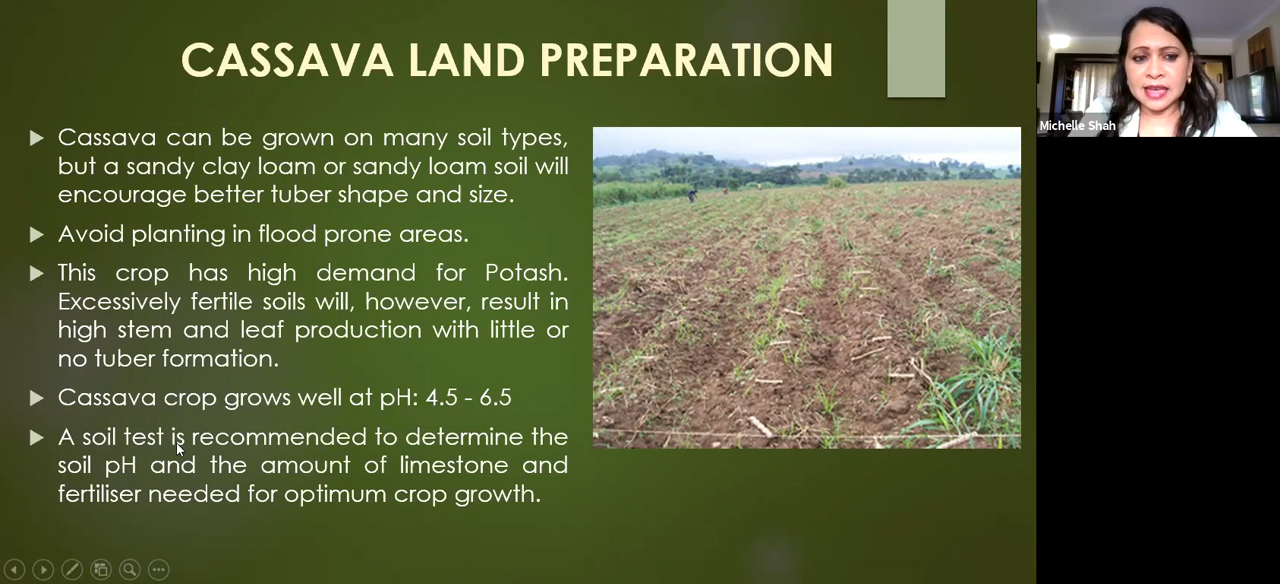 CASSAVA LAND PREPARATION
Cassava can be grown on many soil types,
but a sandy clay loam or sandy loam soil will
encourage better tuber shape and size.
Avoid planting in flood prone areas.
This crop has high demand for Potash.
Excessively fertile soils will, however, result in
high stem and leaf production with little or
no tuber formation.
Cassava crop grows well at pH: 4.5 - 6.5
A soil test is recommended to determine the
soil pH and the amount of limestone and
fertiliser needed for optimum crop growth.
Michelle Shah